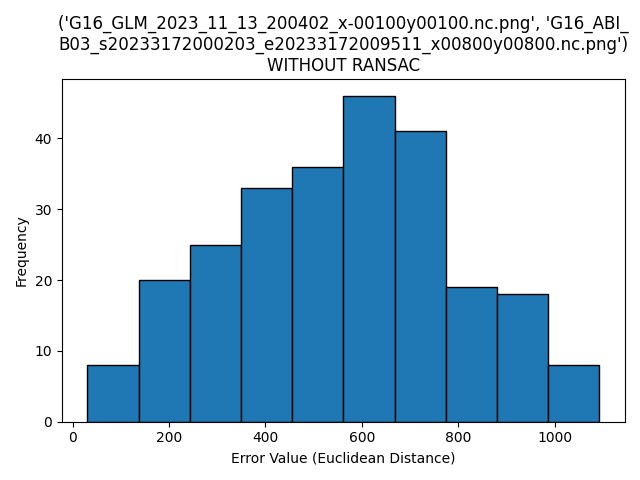 ('G16_GLM_2023_11_13_200402_x-00100y00100.nc.png', 'G16_ABI_
B03_s20233172000203_e20233172009511_x00800y00800.nc.png')
WITHOUT RANSAC
40
30
20
10
0
Frequency
0 200 400 600 800 1000
Error Value (Euclidean Distance)